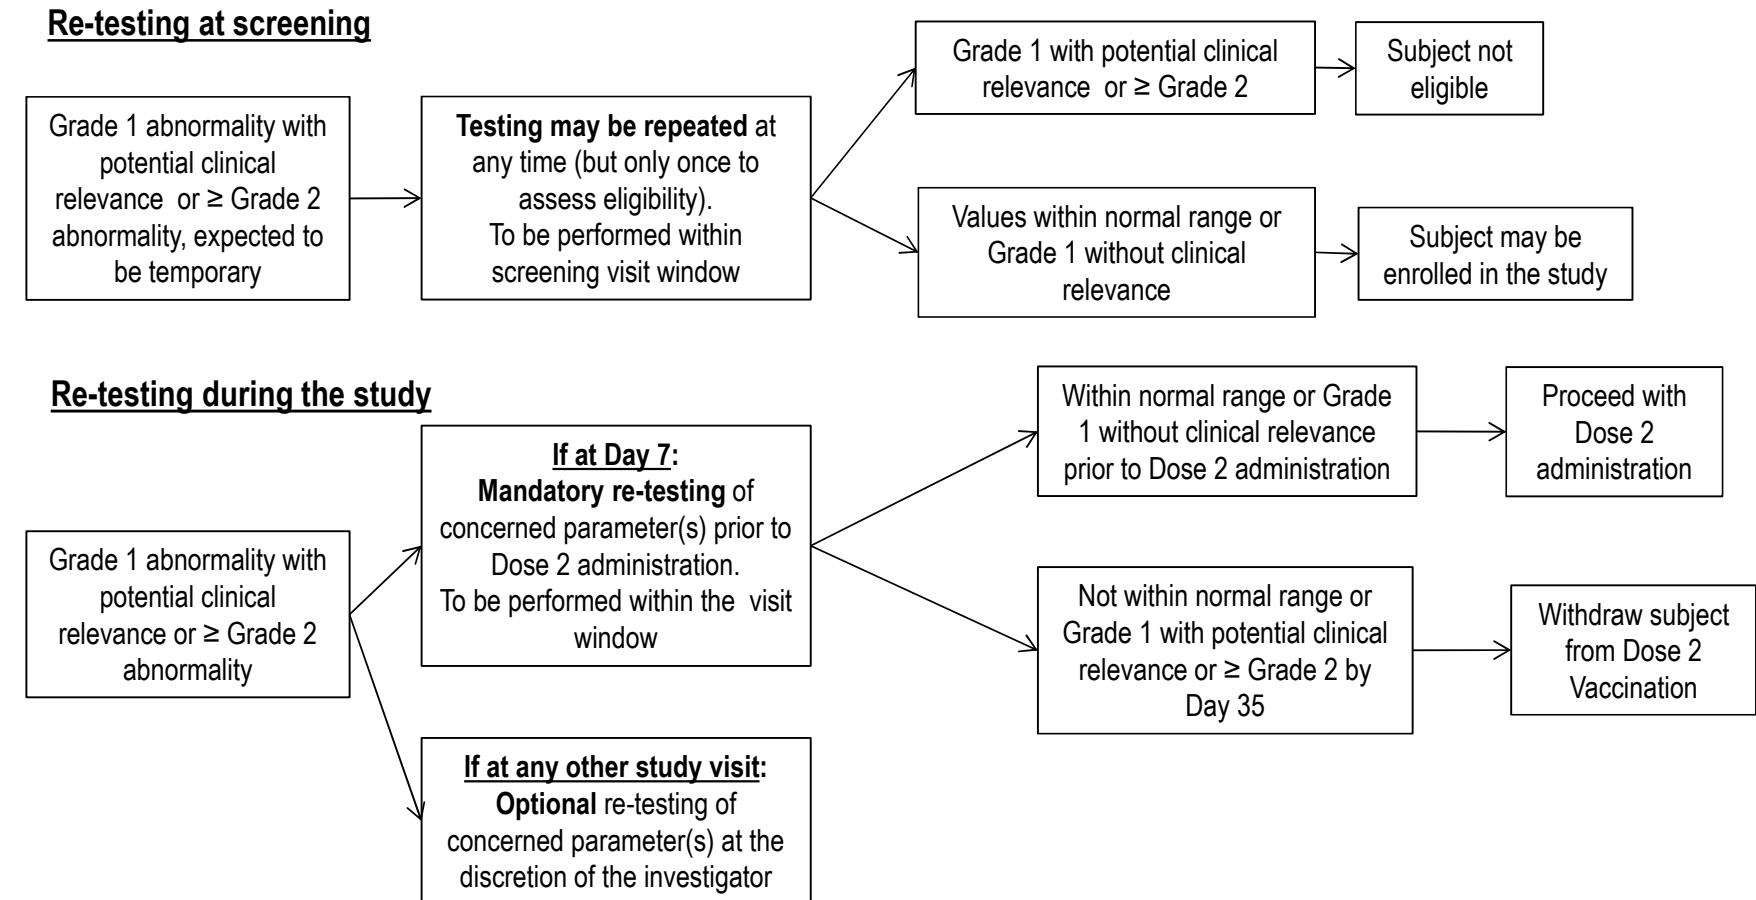 Re-testing at screening
Grade 1 abnormality with
potential clinical
relevance or ≥ Grade 2
abnormality, expected to
be temporary
Testing may be repeated at
any time (but only once to
assess eligibility).
To be performed within
screening visit window
Grade 1 with potential clinical
relevance or ≥ Grade 2
Subject not
eligible
Values within normal range or
Grade 1 without clinical
relevance
Subject may be
enrolled in the study
Re-testing during the study
Grade 1 abnormality with
potential clinical
relevance or ≥ Grade 2
abnormality
If at Day 7:
Mandatory re-testing of
concerned parameter(s) prior to
Dose 2 administration.
To be performed within the visit
window
Within normal range or Grade
1 without clinical relevance
prior to Dose 2 administration
Proceed with
Dose 2
administration
Not within normal range or
Grade 1 with potential clinical
relevance or ≥ Grade 2 by
Day 35
Withdraw subject
from Dose 2
Vaccination
If at any other study visit:
Optional re-testing of
concerned parameter(s) at the
discretion of the investigator